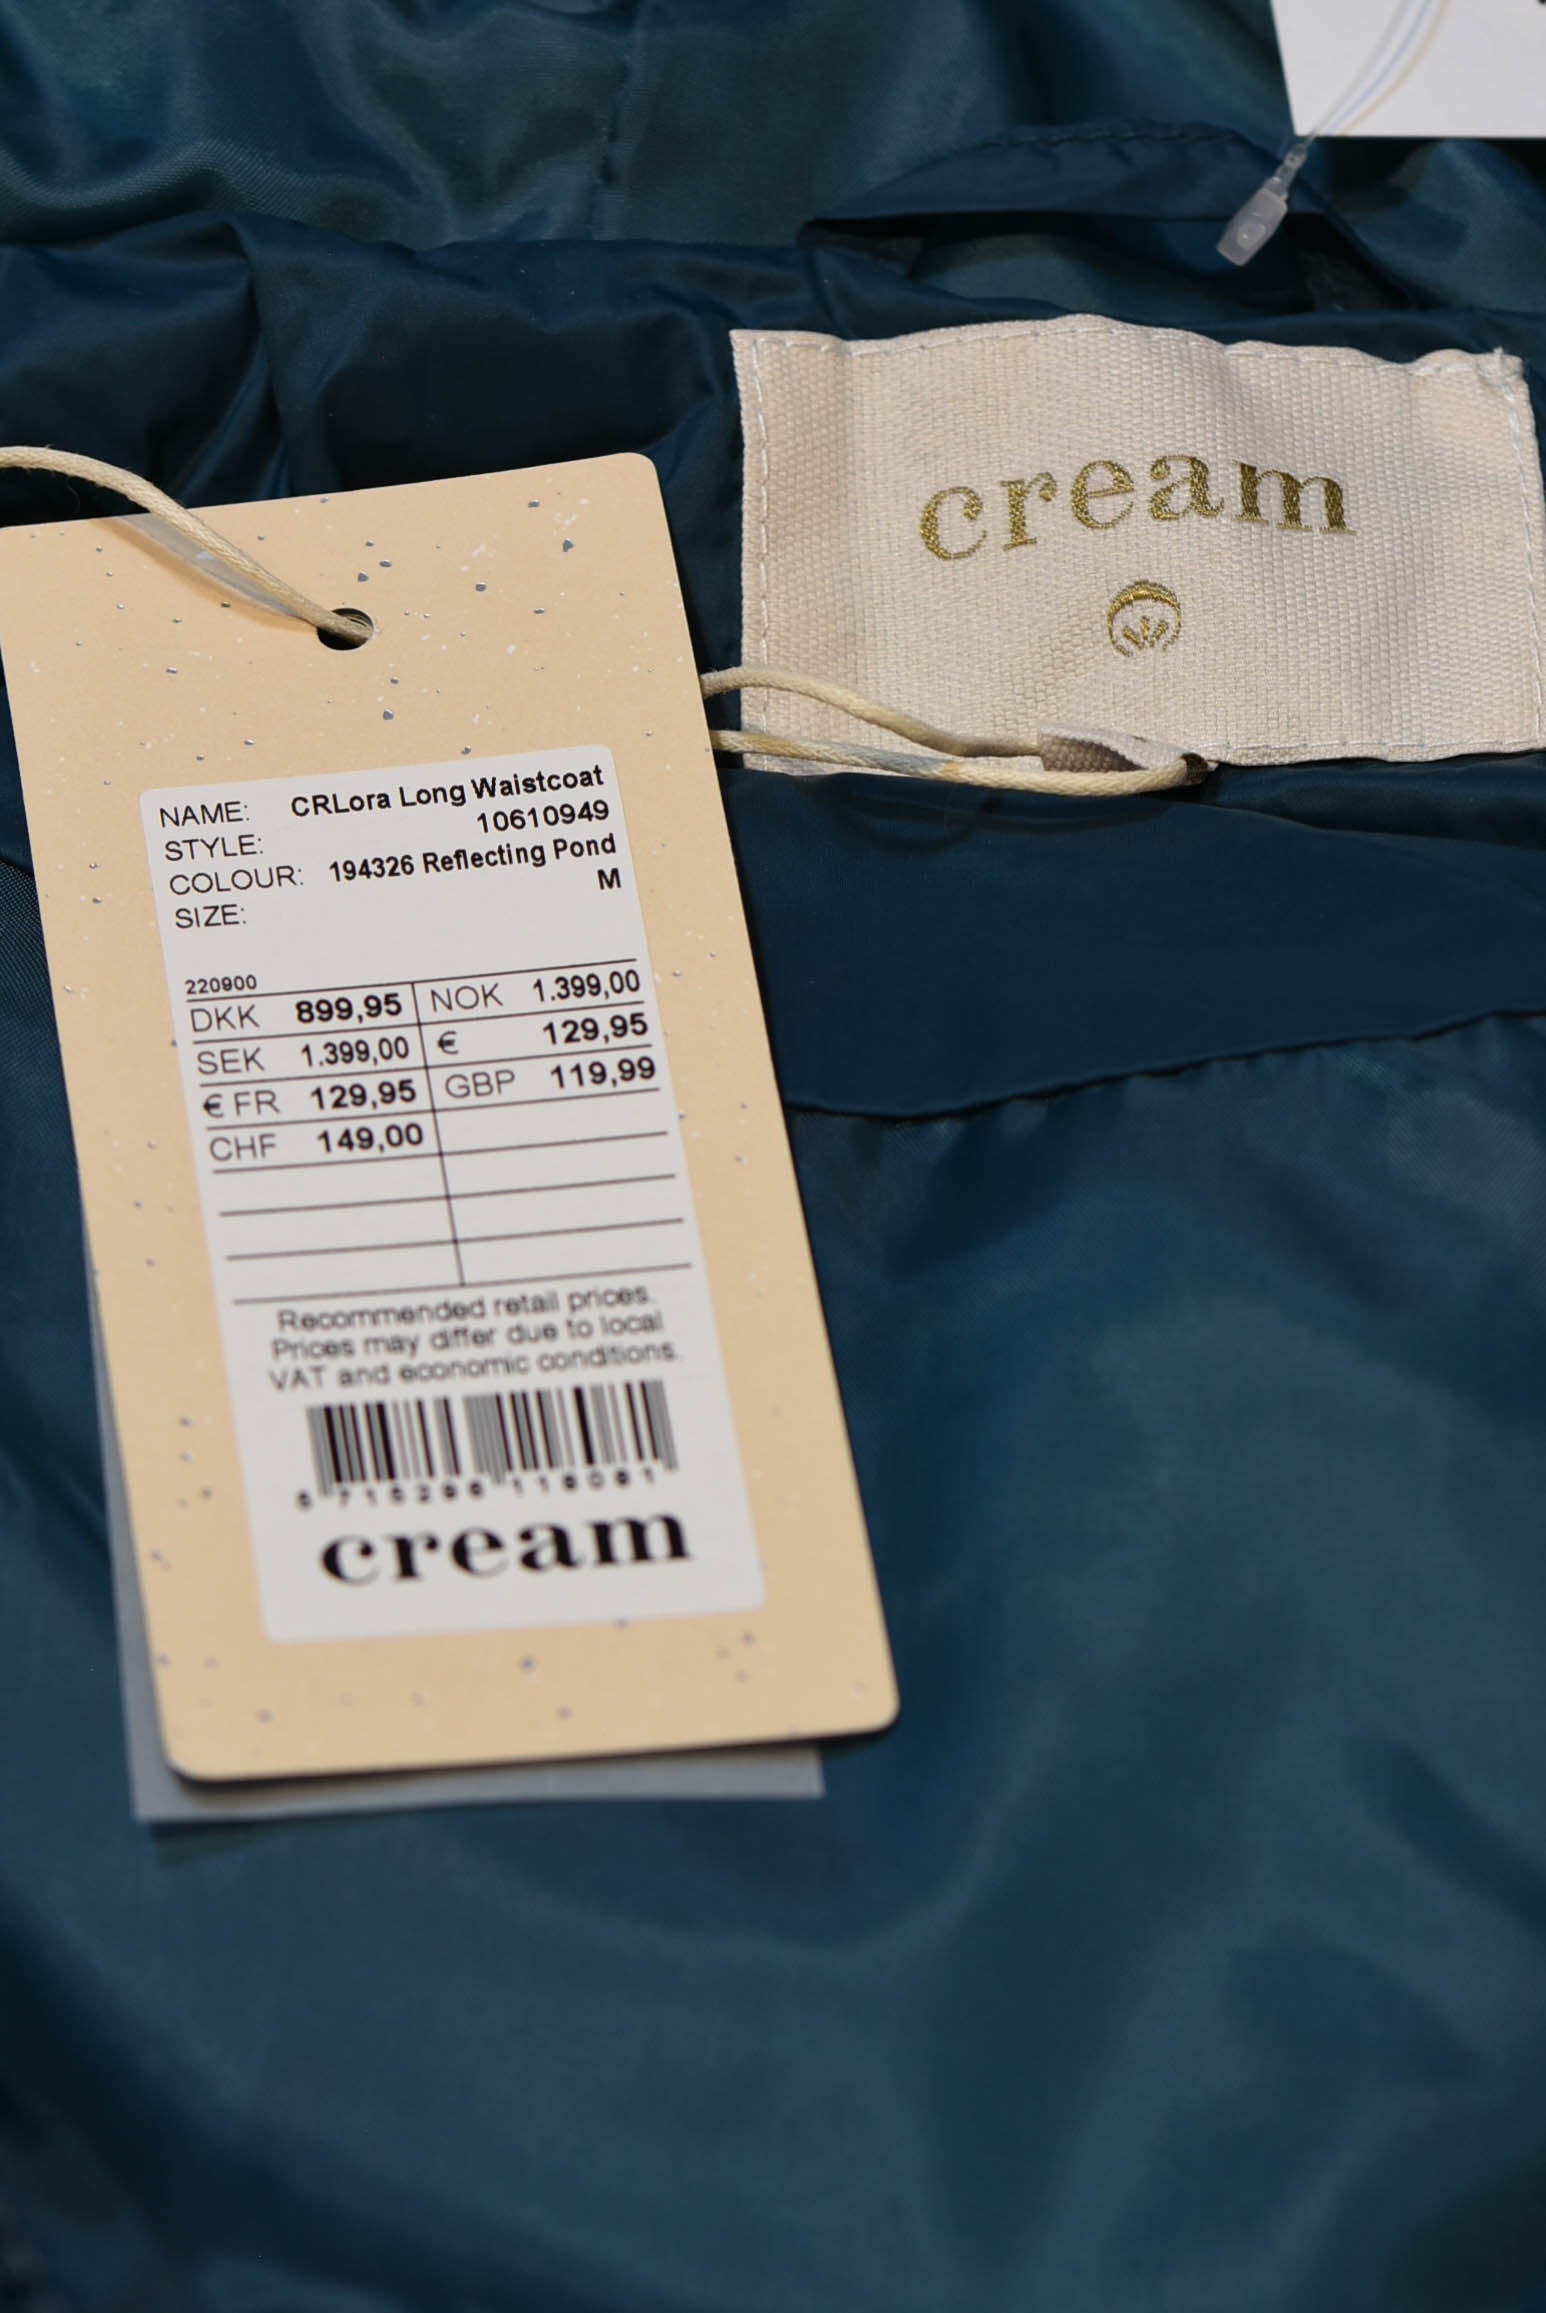 cream
NAME: CRLora Long Waistcoat
STYLE: 10610949
COLOUR: 194326 Reflecting Pond
SIZE: M
220900
DKK 899,95 NOK 1.399,00
SEK 1.399,00 € 129,95
€ FR 129,95 GBP 119,99
CHF 149,00
Recommended retail prices.
Prices may differ due to local
VAT and economic conditions.
cream